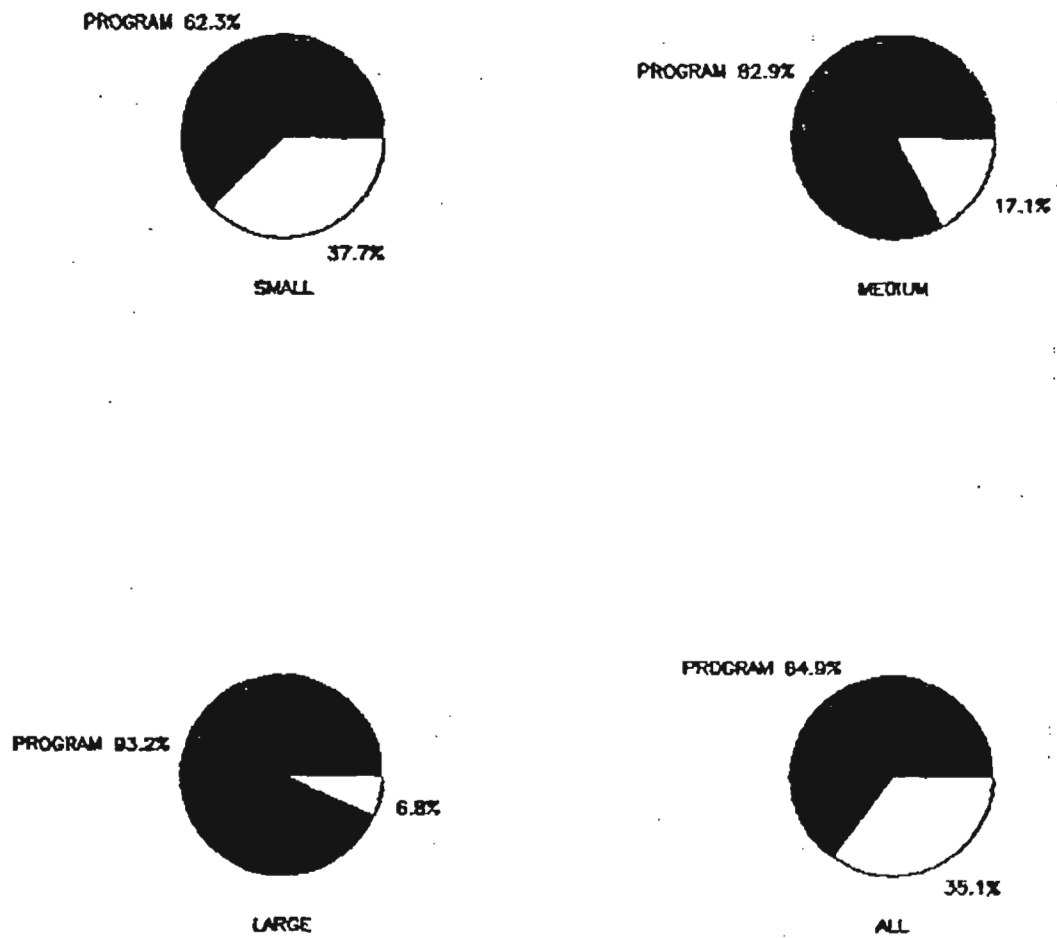 PROGRAM 62.3%
37.7%
SMALL
PROGRAM 82.9%
17.1%
MEDIUM
PROGRAM 93.2%
6.8%
LARGE
PROGRAM 64.9%
35.1%
ALL